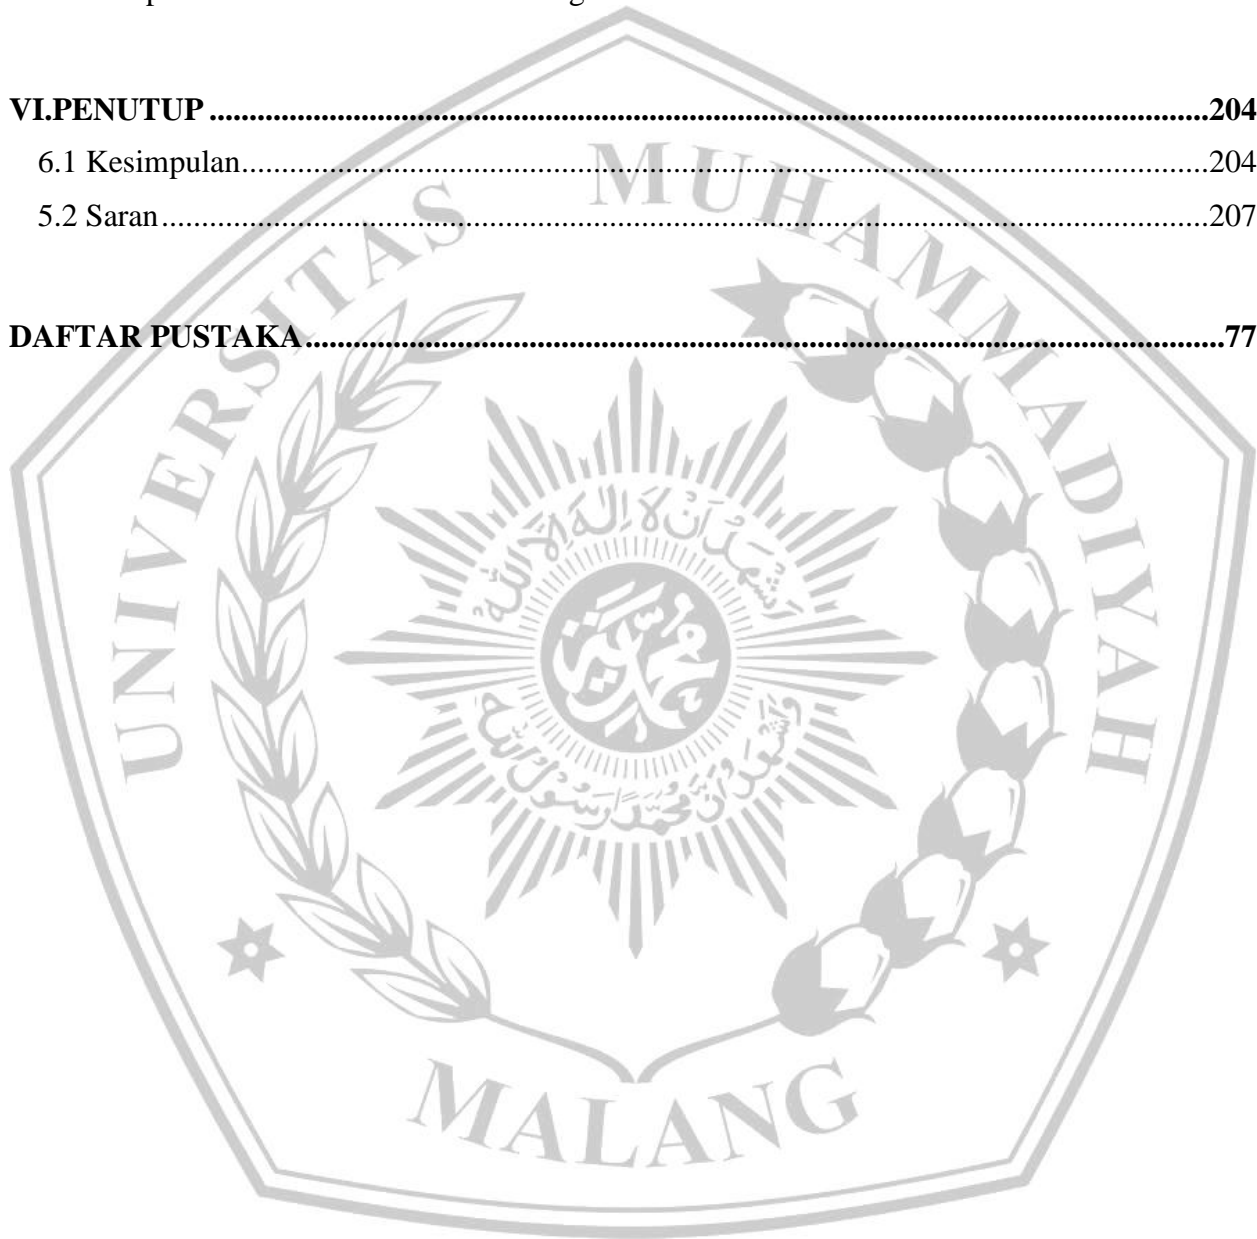 VI.PENUTUP ...............................................................................................................................204
6.1 Kesimpulan...........................................................................................................................204
5.2 Saran.....................................................................................................................................207
DAFTAR PUSTAKA.....................................................................................................................77
UNIVERSITAS MUHAMMADIYAH
MALANG